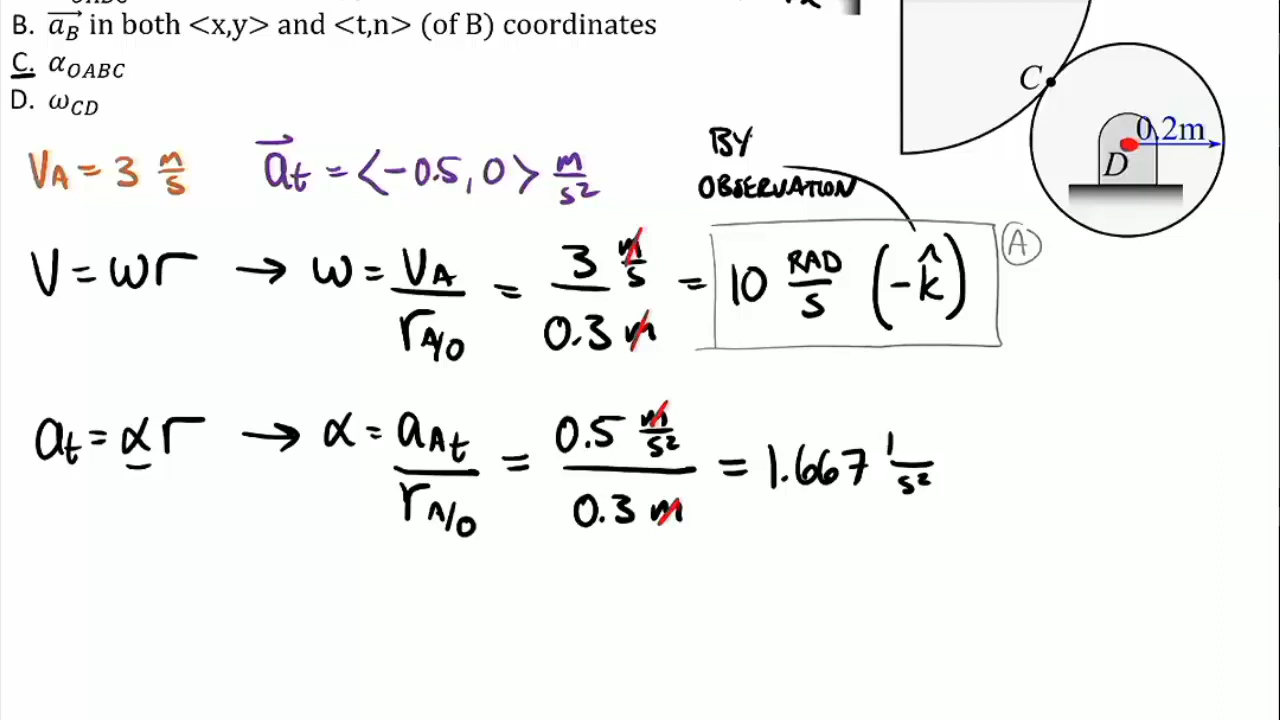 B. a_B in both <x,y> and <t,n> (of B) coordinates
C. α_OABC
D. ω_CD
C
0.2m
D
V_A = 3 m/s
a_t = <-0.5, 0> m/s²
BY
OBSERVATION
V = ωr → ω = V_A / r_A/O = 3 m/s / 0.3 m = 10 RAD/S (-k̂)
A
a_t = αr → α = a_At / r_A/O = 0.5 m/s² / 0.3 m = 1.667 1/s²